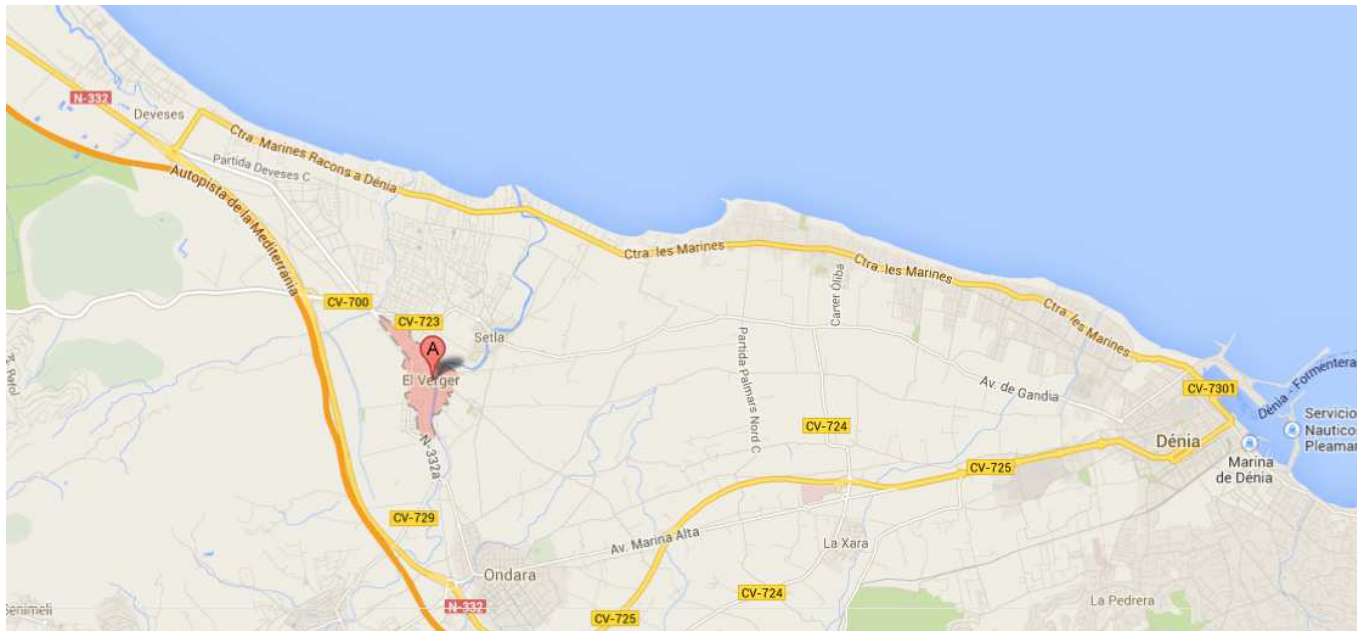 N-332
Deveses
Ctra. Marines Racons a Dénia
Partida Deveses C
Autopista de la Mediterrània
Ctra. les Marines
Ctra. les Marines
Ctra. les Marines
Carrer Óliba
CV-700
CV-723
Setla
A
El Verger
Partida Palmars Nord C
Av. de Gandia
CV-7301
Dénia - Formentera
Servicio
Nauticos
Pleamar
Dénia
Marina
de Dénia
CV-724
CV-725
N-332a
CV-729
Av. Marina Alta
La Xara
Ondara
CV-724
La Pedrera
N-332
CV-725